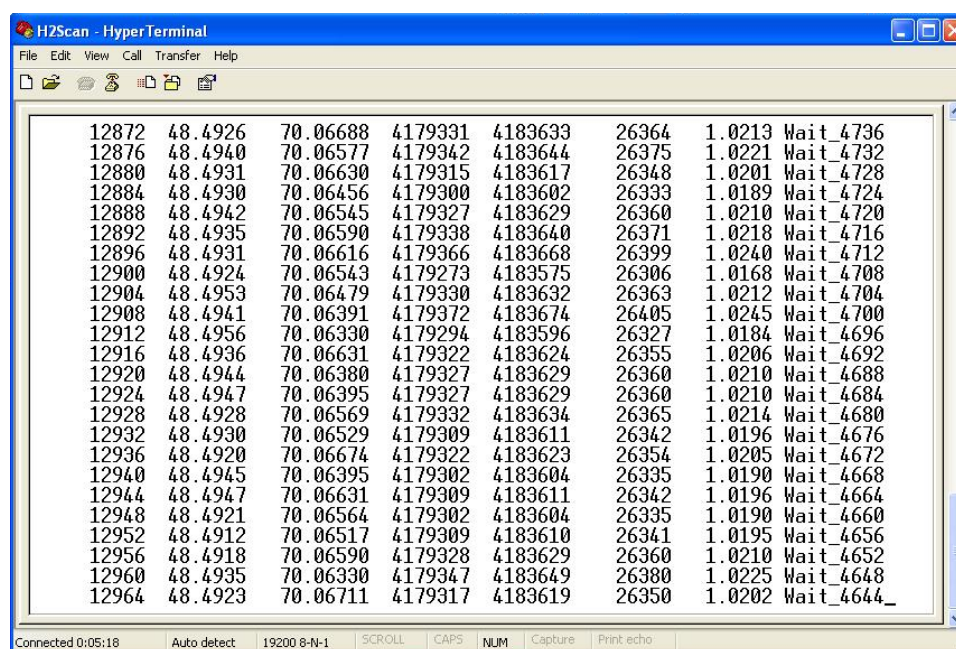 H2Scan - HyperTerminal
File Edit View Call Transfer Help
12872 48.4926 70.06688 4179331 4183633 26364 1.0213 Wait_4736
12876 48.4940 70.06577 4179342 4183644 26375 1.0221 Wait_4732
12880 48.4931 70.06630 4179315 4183617 26348 1.0201 Wait_4728
12884 48.4930 70.06456 4179300 4183602 26333 1.0189 Wait_4724
12888 48.4942 70.06545 4179327 4183629 26360 1.0210 Wait_4720
12892 48.4935 70.06590 4179338 4183640 26371 1.0218 Wait_4716
12896 48.4931 70.06616 4179366 4183668 26399 1.0240 Wait_4712
12900 48.4924 70.06543 4179273 4183575 26306 1.0168 Wait_4708
12904 48.4953 70.06479 4179330 4183632 26363 1.0212 Wait_4704
12908 48.4941 70.06391 4179372 4183674 26405 1.0245 Wait_4700
12912 48.4956 70.06330 4179294 4183596 26327 1.0184 Wait_4696
12916 48.4936 70.06631 4179322 4183624 26355 1.0206 Wait_4692
12920 48.4944 70.06380 4179327 4183629 26360 1.0210 Wait_4688
12924 48.4947 70.06395 4179327 4183629 26360 1.0210 Wait_4684
12928 48.4928 70.06569 4179332 4183634 26365 1.0214 Wait_4680
12932 48.4930 70.06529 4179309 4183611 26342 1.0196 Wait_4676
12936 48.4920 70.06674 4179322 4183623 26354 1.0205 Wait_4672
12940 48.4945 70.06395 4179302 4183604 26335 1.0190 Wait_4668
12944 48.4947 70.06631 4179309 4183611 26342 1.0196 Wait_4664
12948 48.4921 70.06564 4179302 4183604 26335 1.0190 Wait_4660
12952 48.4912 70.06517 4179309 4183610 26341 1.0195 Wait_4656
12956 48.4918 70.06590 4179328 4183629 26360 1.0210 Wait_4652
12960 48.4935 70.06330 4179347 4183649 26380 1.0225 Wait_4648
12964 48.4923 70.06711 4179317 4183619 26350 1.0202 Wait_4644_
Connected 0:05:18 Auto detect 19200 8-N-1 SCROLL CAPS NUM Capture Print echo